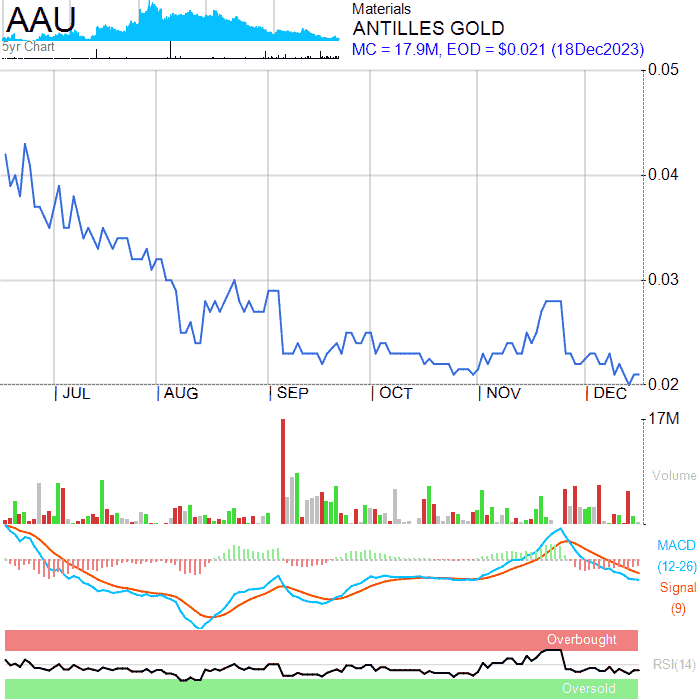 AAU
5yr Chart
Materials
ANTILLES GOLD
MC = 17.9M, EOD = $0.021 (18Dec2023)
0.05
0.04
0.03
0.02
JUL AUG SEP OCT NOV DEC
17M
Volume
MACD
(12-26)
Signal
(9)
Overbought
RSI(14)
Oversold